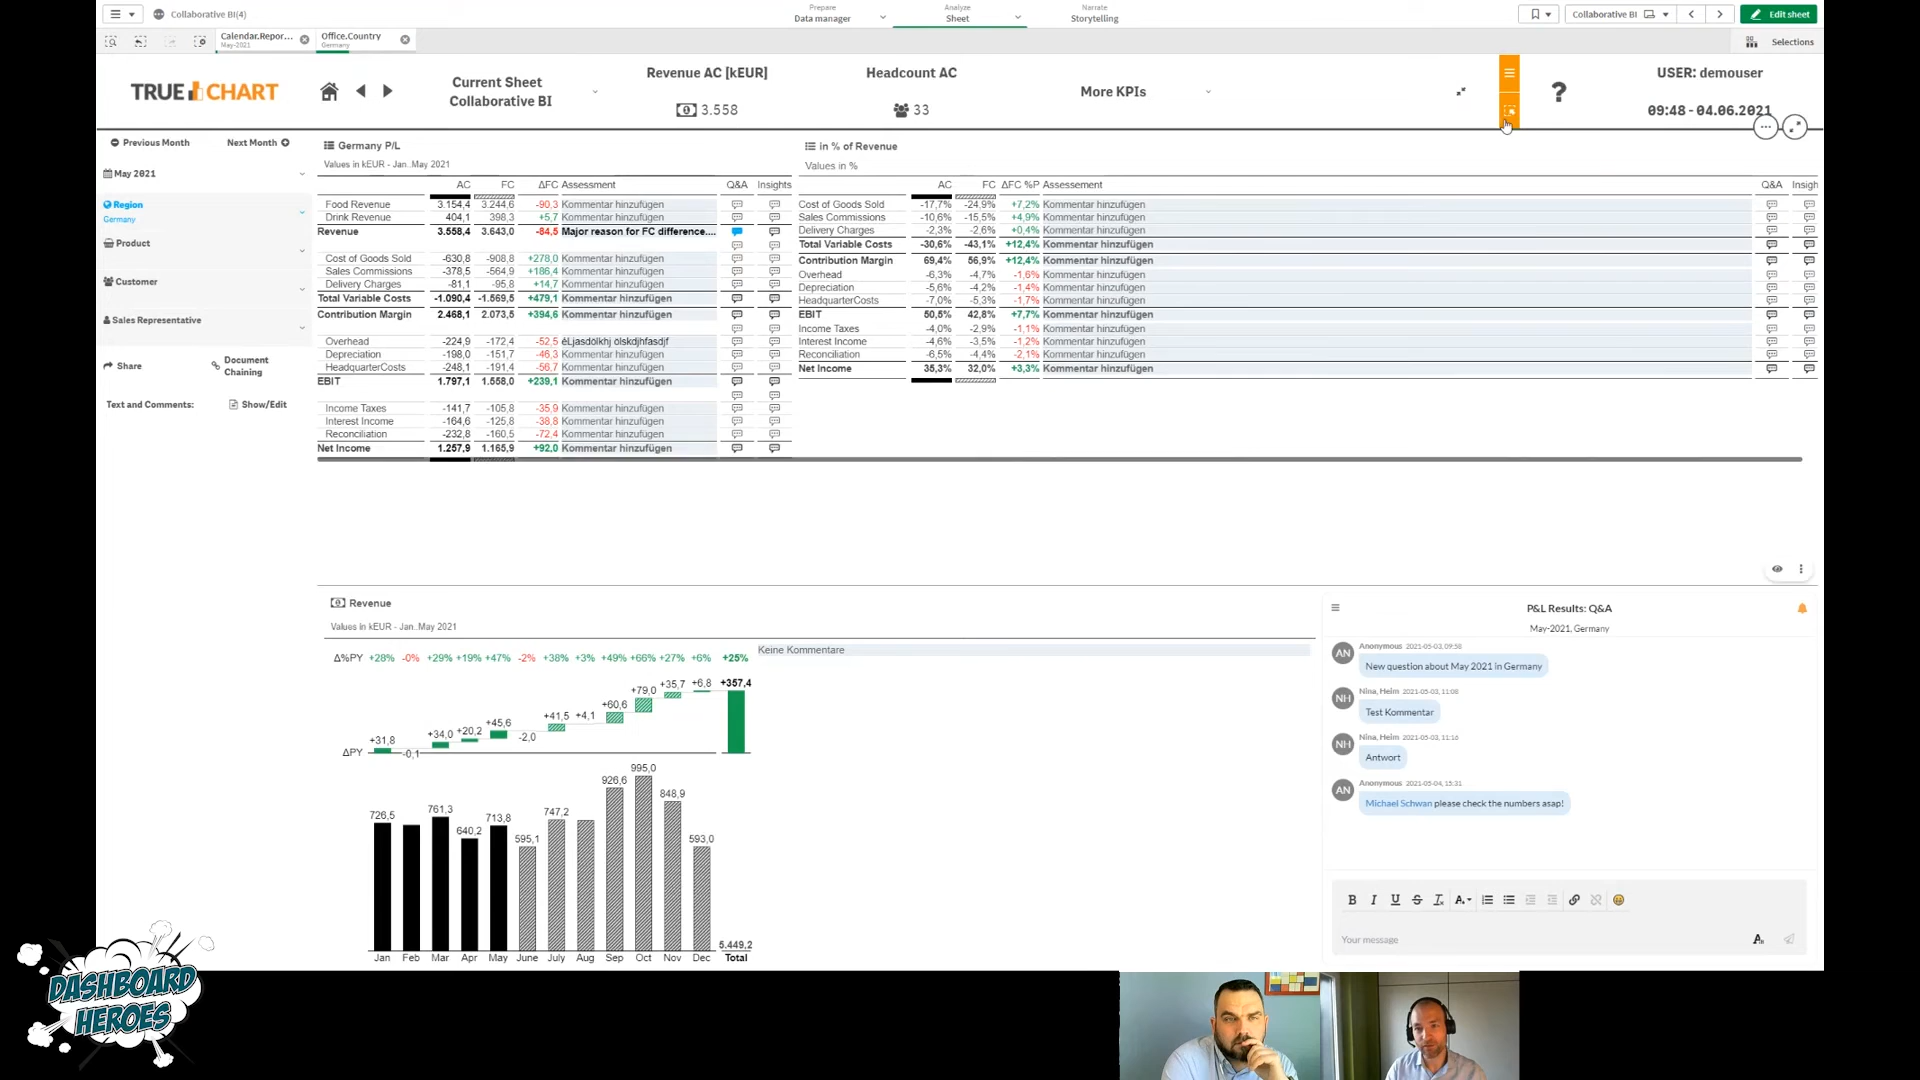 Collaborative BI(4)
Prepare
Data manager
Analyze
Sheet
Narrate
Storytelling
Collaborative BI
Edit sheet
Calendar.Repor...
May-2021
Office.Country
Germany
Selections
TRUE CHART
Current Sheet
Collaborative BI
Revenue AC [kEUR]
3.558
Headcount AC
33
More KPIs
?
USER: demouser
09:48 - 04.06.2021
Previous Month
Next Month
May 2021
Region
Germany
Product
Customer
Sales Representative
Share
Document
Chaining
Text and Comments:
Show/Edit
Germany P/L
Values in kEUR - Jan..May 2021
AC FC ΔFC Assessment Q&A Insights
Food Revenue 3.154,4 3.244,6 -90,3 Kommentar hinzufügen
Drink Revenue 404,1 398,3 +5,7 Kommentar hinzufügen
Revenue 3.558,4 3.643,0 -84,5 Major reason for FC difference....
Cost of Goods Sold -630,8 -908,8 +278,0 Kommentar hinzufügen
Sales Commissions -378,5 -564,9 +186,4 Kommentar hinzufügen
Delivery Charges -81,1 -95,8 +14,7 Kommentar hinzufügen
Total Variable Costs -1.090,4 -1.569,5 +479,1 Kommentar hinzufügen
Contribution Margin 2.468,1 2.073,5 +394,6 Kommentar hinzufügen
Overhead -224,9 -172,4 -52,5 éLjasdölkhj ölskdjhfasdjf
Depreciation -198,0 -151,7 -46,3 Kommentar hinzufügen
HeadquarterCosts -248,1 -191,4 -56,7 Kommentar hinzufügen
EBIT 1.797,1 1.558,0 +239,1 Kommentar hinzufügen
Income Taxes -141,7 -105,8 -35,9 Kommentar hinzufügen
Interest Income -164,6 -125,8 -38,8 Kommentar hinzufügen
Reconciliation -232,8 -160,5 -72,4 Kommentar hinzufügen
Net Income 1.257,9 1.165,9 +92,0 Kommentar hinzufügen
in % of Revenue
Values in %
AC FC ΔFC %P Assessement Q&A Insigh
Cost of Goods Sold -17,7% -24,9% +7,2% Kommentar hinzufügen
Sales Commissions -10,6% -15,5% +4,9% Kommentar hinzufügen
Delivery Charges -2,3% -2,6% +0,4% Kommentar hinzufügen
Total Variable Costs -30,6% -43,1% +12,4% Kommentar hinzufügen
Contribution Margin 69,4% 56,9% +12,4% Kommentar hinzufügen
Overhead -6,3% -4,7% -1,6% Kommentar hinzufügen
Depreciation -5,6% -4,2% -1,4% Kommentar hinzufügen
HeadquarterCosts -7,0% -5,3% -1,7% Kommentar hinzufügen
EBIT 50,5% 42,8% +7,7% Kommentar hinzufügen
Income Taxes -4,0% -2,9% -1,1% Kommentar hinzufügen
Interest Income -4,6% -3,5% -1,2% Kommentar hinzufügen
Reconciliation -6,5% -4,4% -2,1% Kommentar hinzufügen
Net Income 35,3% 32,0% +3,3% Kommentar hinzufügen
Revenue
Values in kEUR - Jan..May 2021
Δ%PY +28% -0% +29% +19% +47% -2% +38% +3% +49% +66% +27% +6% +25%
Keine Kommentare
ΔPY +31,8 -0,1 +34,0 +20,2 +45,6 -2,0 +41,5 +4,1 +60,6 +79,0 +35,7 +6,8 +357,4
726,5 761,3 640,2 713,8 595,1 747,2 926,6 995,0 848,9 593,0 5.449,2
Jan Feb Mar Apr May June July Aug Sep Oct Nov Dec Total
P&L Results: Q&A
May-2021, Germany
AN
Anonymous 2021-05-03, 09:58
New question about May 2021 in Germany
NH
Nina, Heim 2021-05-03, 11:08
Test Kommentar
NH
Nina, Heim 2021-05-03, 11:16
Antwort
AN
Anonymous 2021-05-04, 15:31
Michael Schwan please check the numbers asap!
B I U S Tx A
Your message
A
DASHBOARD
HEROES